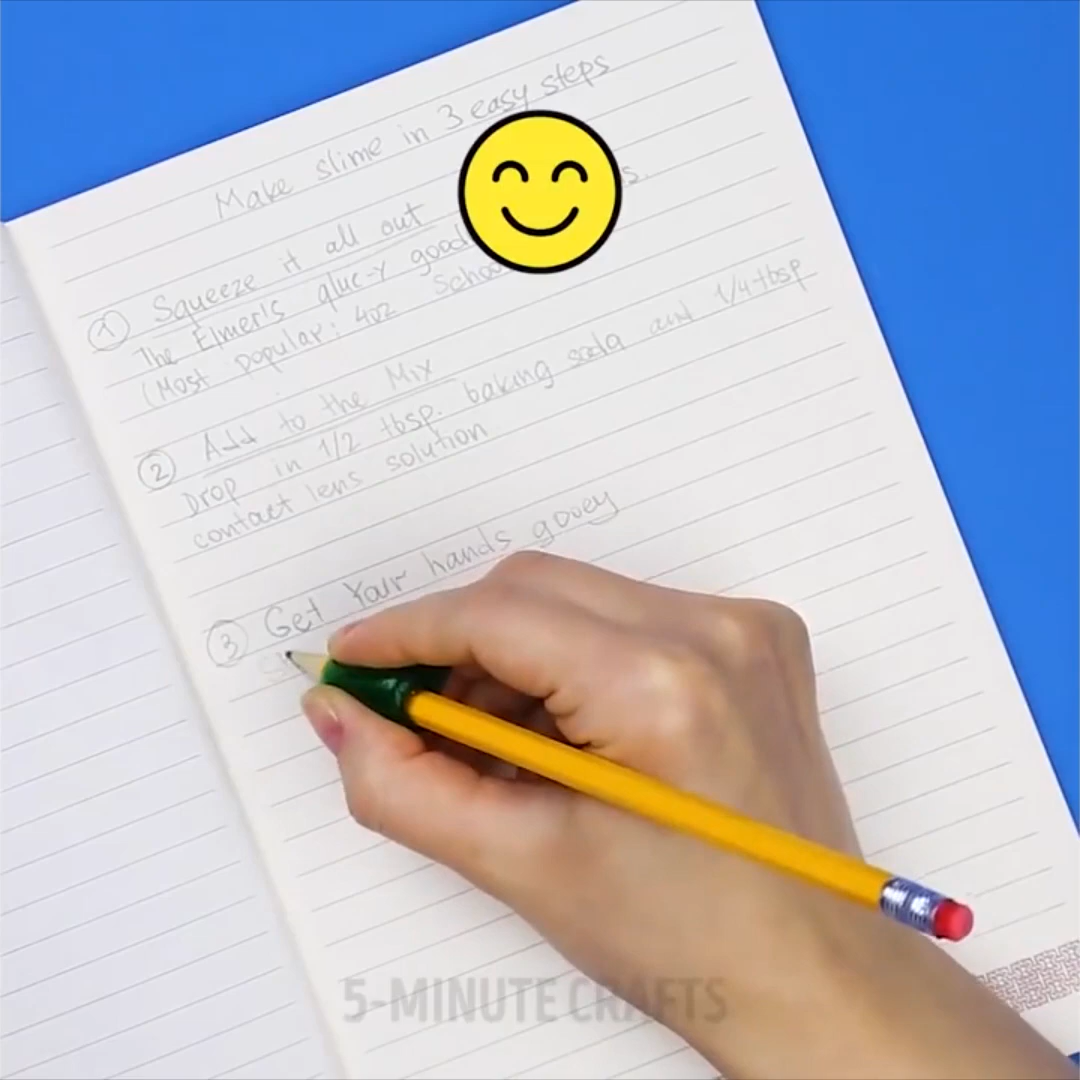 Make slime in 3 easy steps
1 Squeeze it all out
The Elmer's glue-y good s.
(Most popular: 4oz Schoo
2 Add to the Mix
Drop in 1/2 tbsp. baking soda and 1/4 tbsp
contact lens solution
3 Get Your hands gooey
5-MINUTE CRAFTS